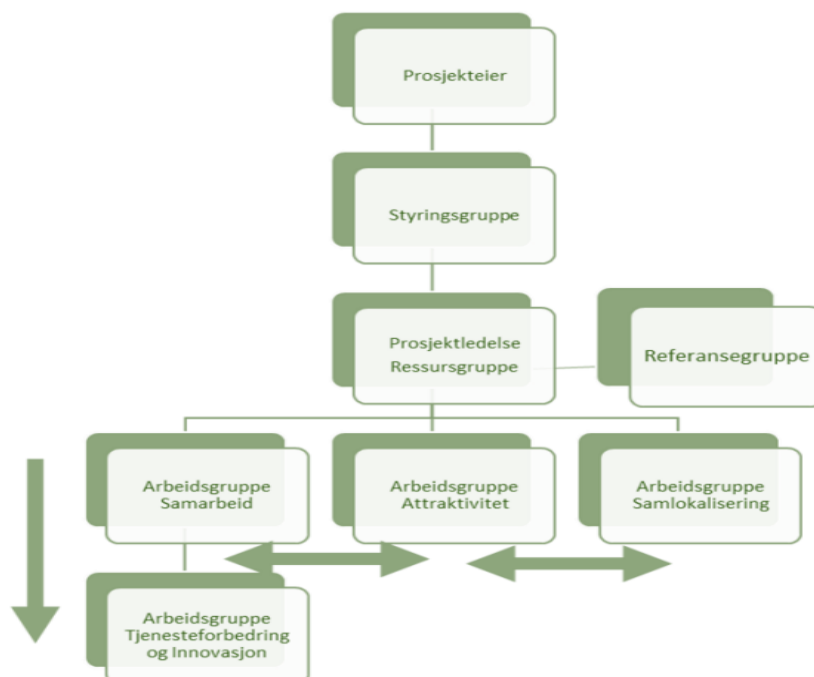 Prosjekteier
Styringsgruppe
Prosjektledelse
Ressursgruppe
Referansegruppe
Arbeidsgruppe
Samarbeid
Arbeidsgruppe
Attraktivitet
Arbeidsgruppe
Samlokalisering
Arbeidsgruppe
Tjenesteforbedring
og Innovasjon